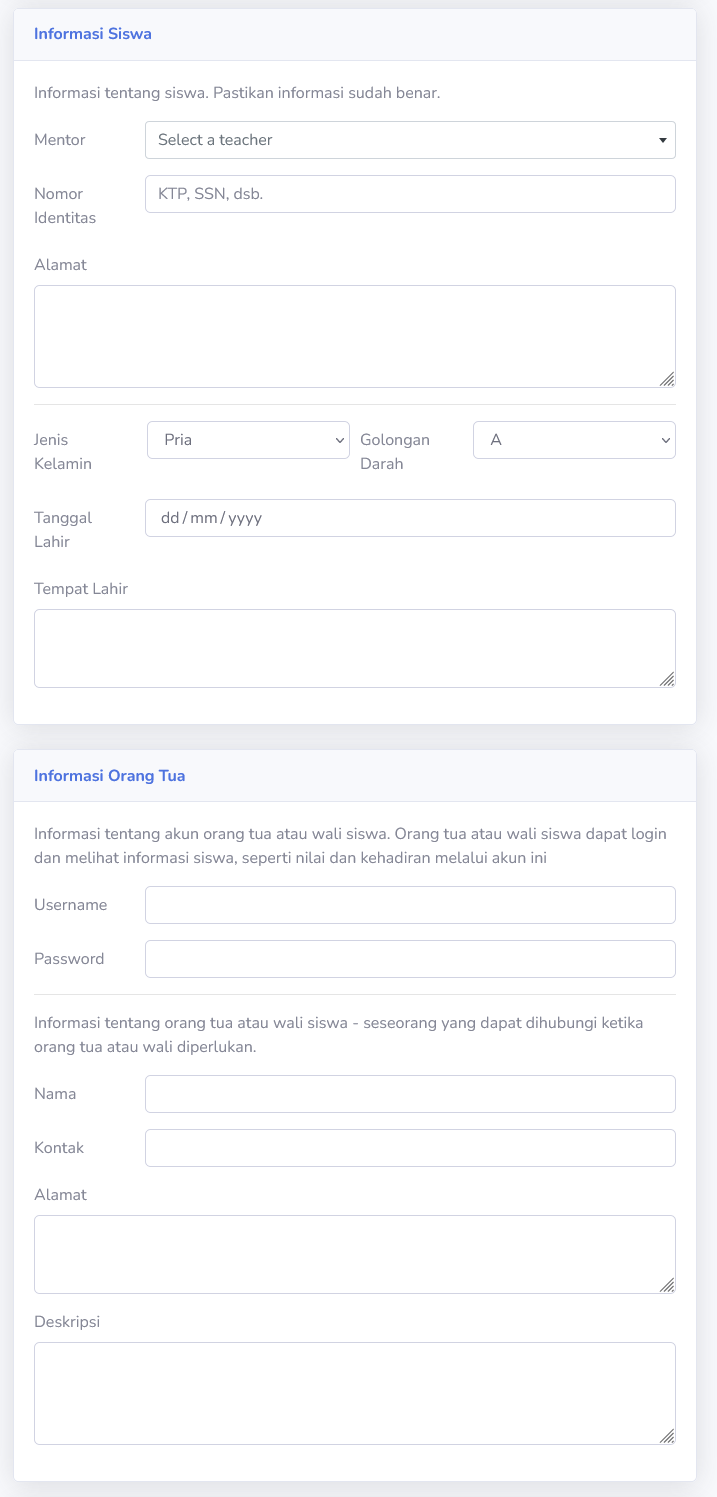 Informasi Siswa
Informasi tentang siswa. Pastikan informasi sudah benar.
Mentor
Select a teacher
Nomor
Identitas
KTP, SSN, dsb.
Alamat
Jenis
Kelamin
Pria
Golongan
Darah
A
Tanggal
Lahir
dd/mm/yyyy
Tempat Lahir
Informasi Orang Tua
Informasi tentang akun orang tua atau wali siswa. Orang tua atau wali siswa dapat login
dan melihat informasi siswa, seperti nilai dan kehadiran melalui akun ini
Username
Password
Informasi tentang orang tua atau wali siswa - seseorang yang dapat dihubungi ketika
orang tua atau wali diperlukan.
Nama
Kontak
Alamat
Deskripsi